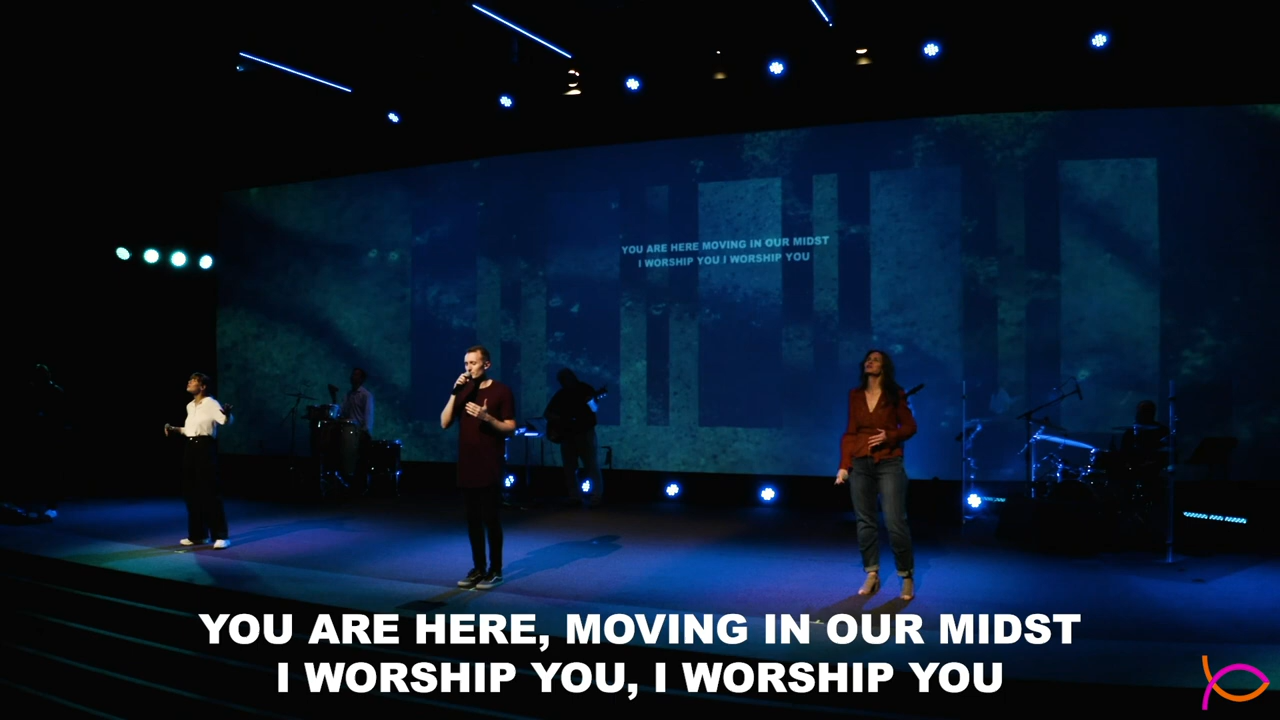 YOU ARE HERE MOVING IN OUR MIDST
I WORSHIP YOU I WORSHIP YOU
YOU ARE HERE, MOVING IN OUR MIDST
I WORSHIP YOU, I WORSHIP YOU